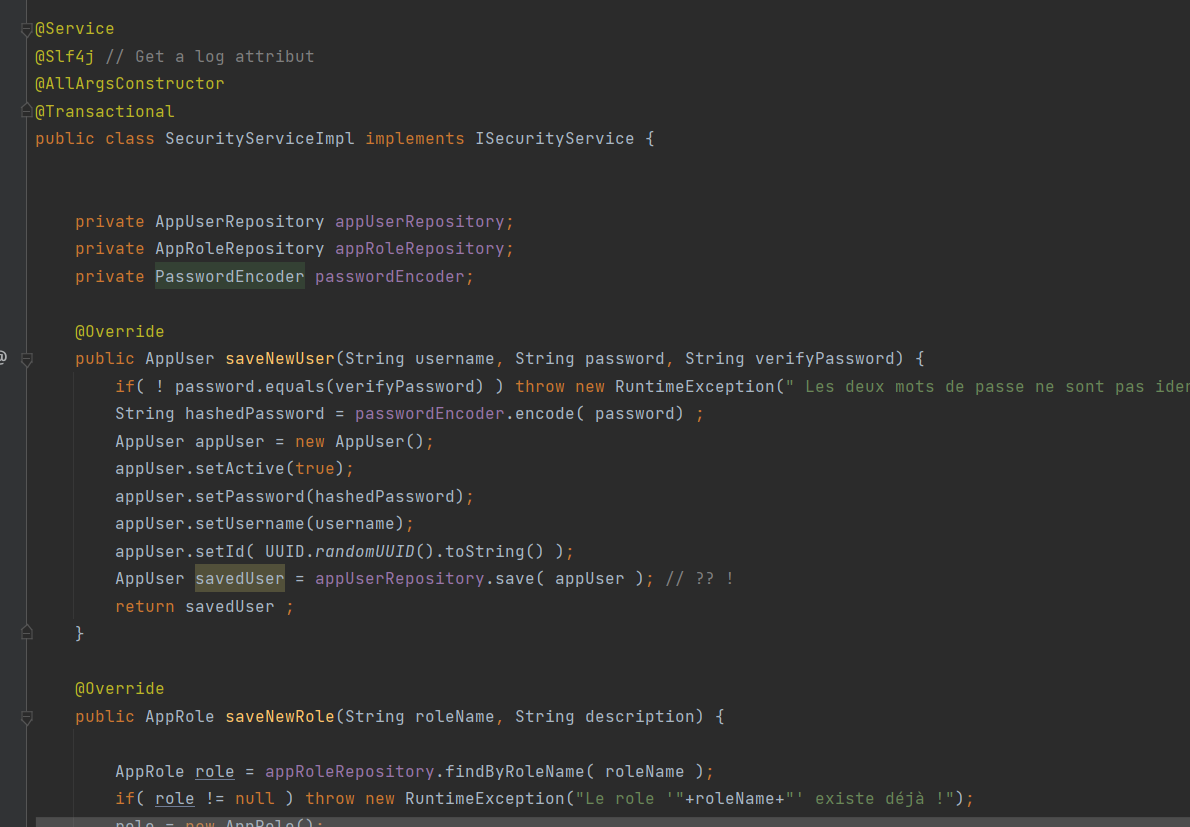 @Service
@Slf4j // Get a log attribut
@AllArgsConstructor
@Transactional
public class SecurityServiceImpl implements ISecurityService {
private AppUserRepository appUserRepository;
private AppRoleRepository appRoleRepository;
private PasswordEncoder passwordEncoder;
@Override
public AppUser saveNewUser(String username, String password, String verifyPassword) {
if( ! password.equals(verifyPassword) ) throw new RuntimeException(" Les deux mots de passe ne sont pas iden
String hashedPassword = passwordEncoder.encode( password) ;
AppUser appUser = new AppUser();
appUser.setActive(true);
appUser.setPassword(hashedPassword);
appUser.setUsername(username);
appUser.setId( UUID.randomUUID().toString() );
AppUser savedUser = appUserRepository.save( appUser ); // ?? !
return savedUser ;
}
@Override
public AppRole saveNewRole(String roleName, String description) {
AppRole role = appRoleRepository.findByRoleName( roleName );
if( role != null ) throw new RuntimeException("Le role '"+roleName+"' existe déjà !");
role = new AppRole();